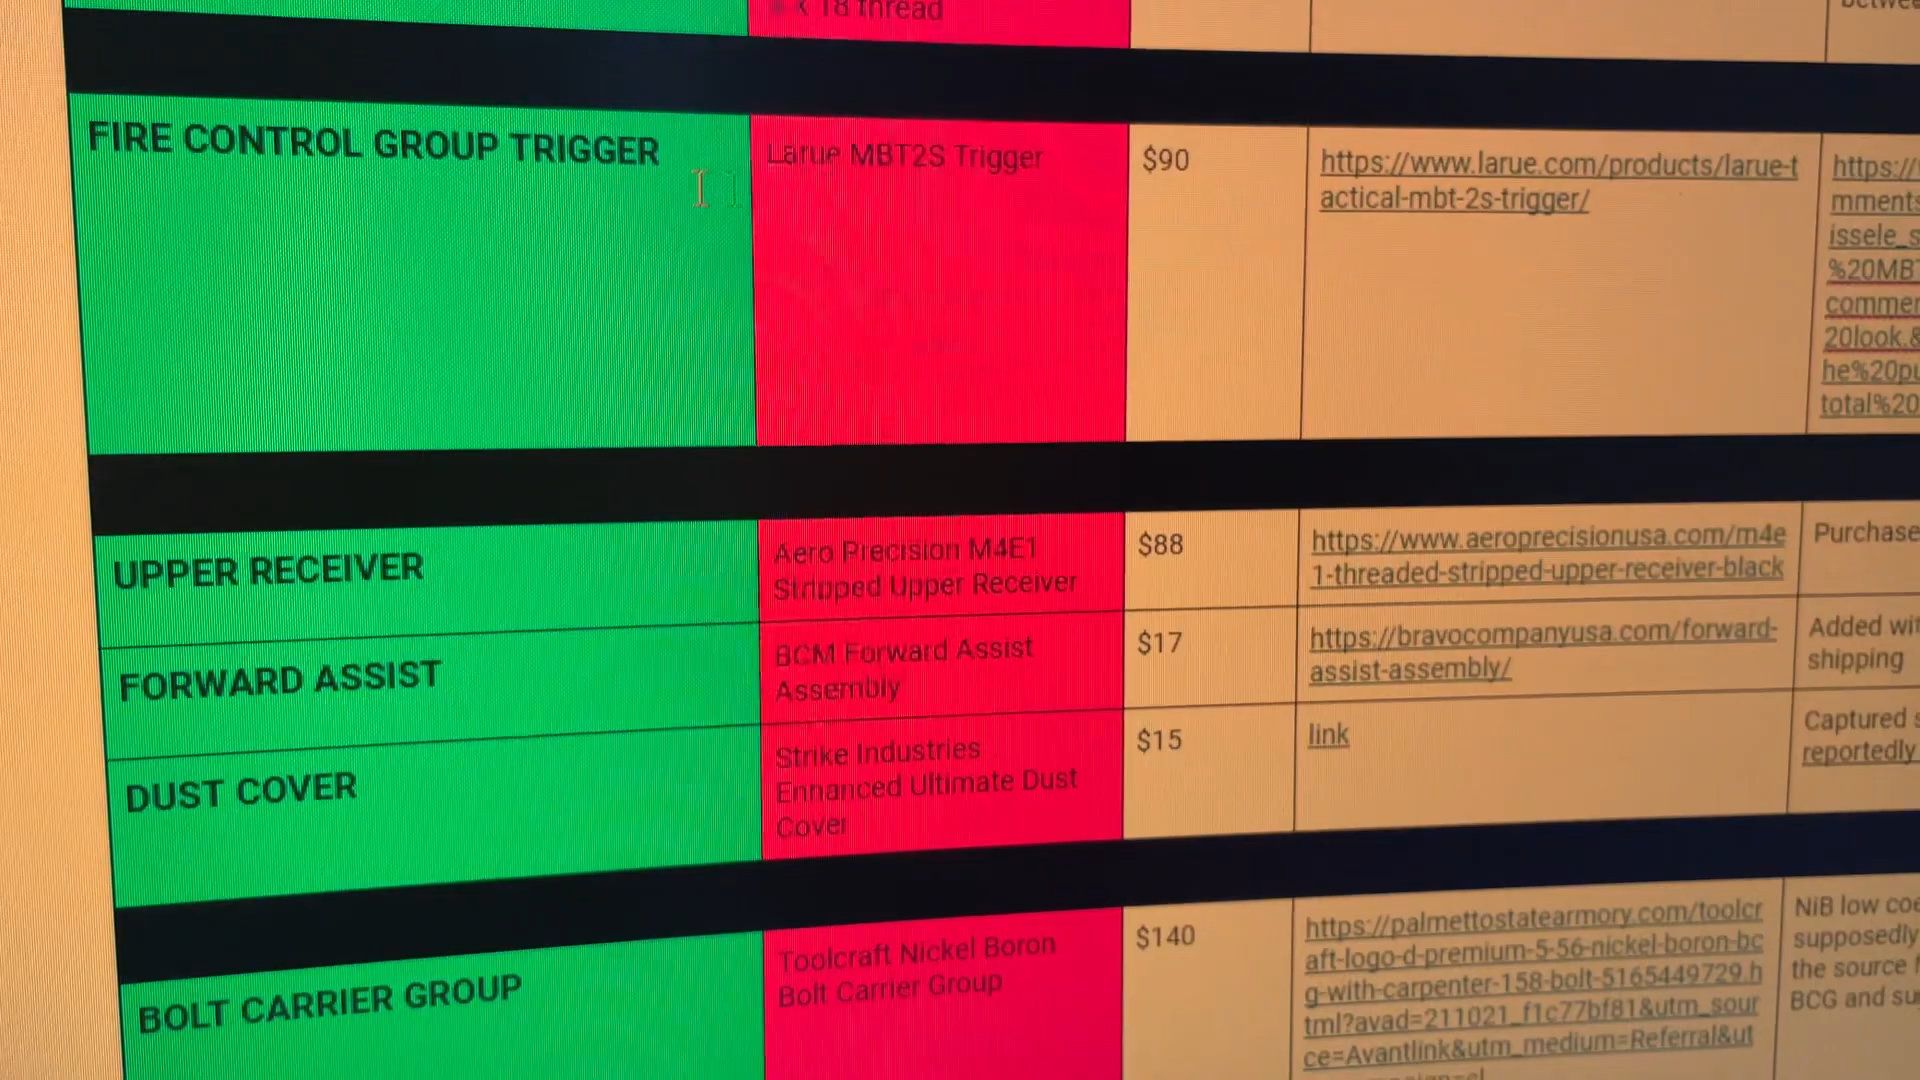 < 18 thread
FIRE CONTROL GROUP TRIGGER
Larue MBT2S Trigger
$90
https://www.larue.com/products/larue-t
actical-mbt-2s-trigger/
https://
mments
issele_s
%20MBT
commen
20look.&
he%20pu
total%20
UPPER RECEIVER
Aero Precision M4E1
Stripped Upper Receiver
$88
https://www.aeroprecisionusa.com/m4e
1-threaded-stripped-upper-receiver-black
Purchase
FORWARD ASSIST
BCM Forward Assist
Assembly
$17
https://bravocompanyusa.com/forward-
assist-assembly/
Added wit
shipping
DUST COVER
Strike Industries
Enhanced Ultimate Dust
Cover
$15
link
Captured s
reportedly
BOLT CARRIER GROUP
Toolcraft Nickel Boron
Bolt Carrier Group
$140
https://palmettostatearmory.com/toolcr
aft-logo-d-premium-5-56-nickel-boron-bc
g-with-carpenter-158-bolt-5165449729.h
tml?avad=211021_f1c77bf81&utm_sour
ce=Avantlink&utm_medium=Referral&ut
NiB low coe
supposedly
the source
BCG and su